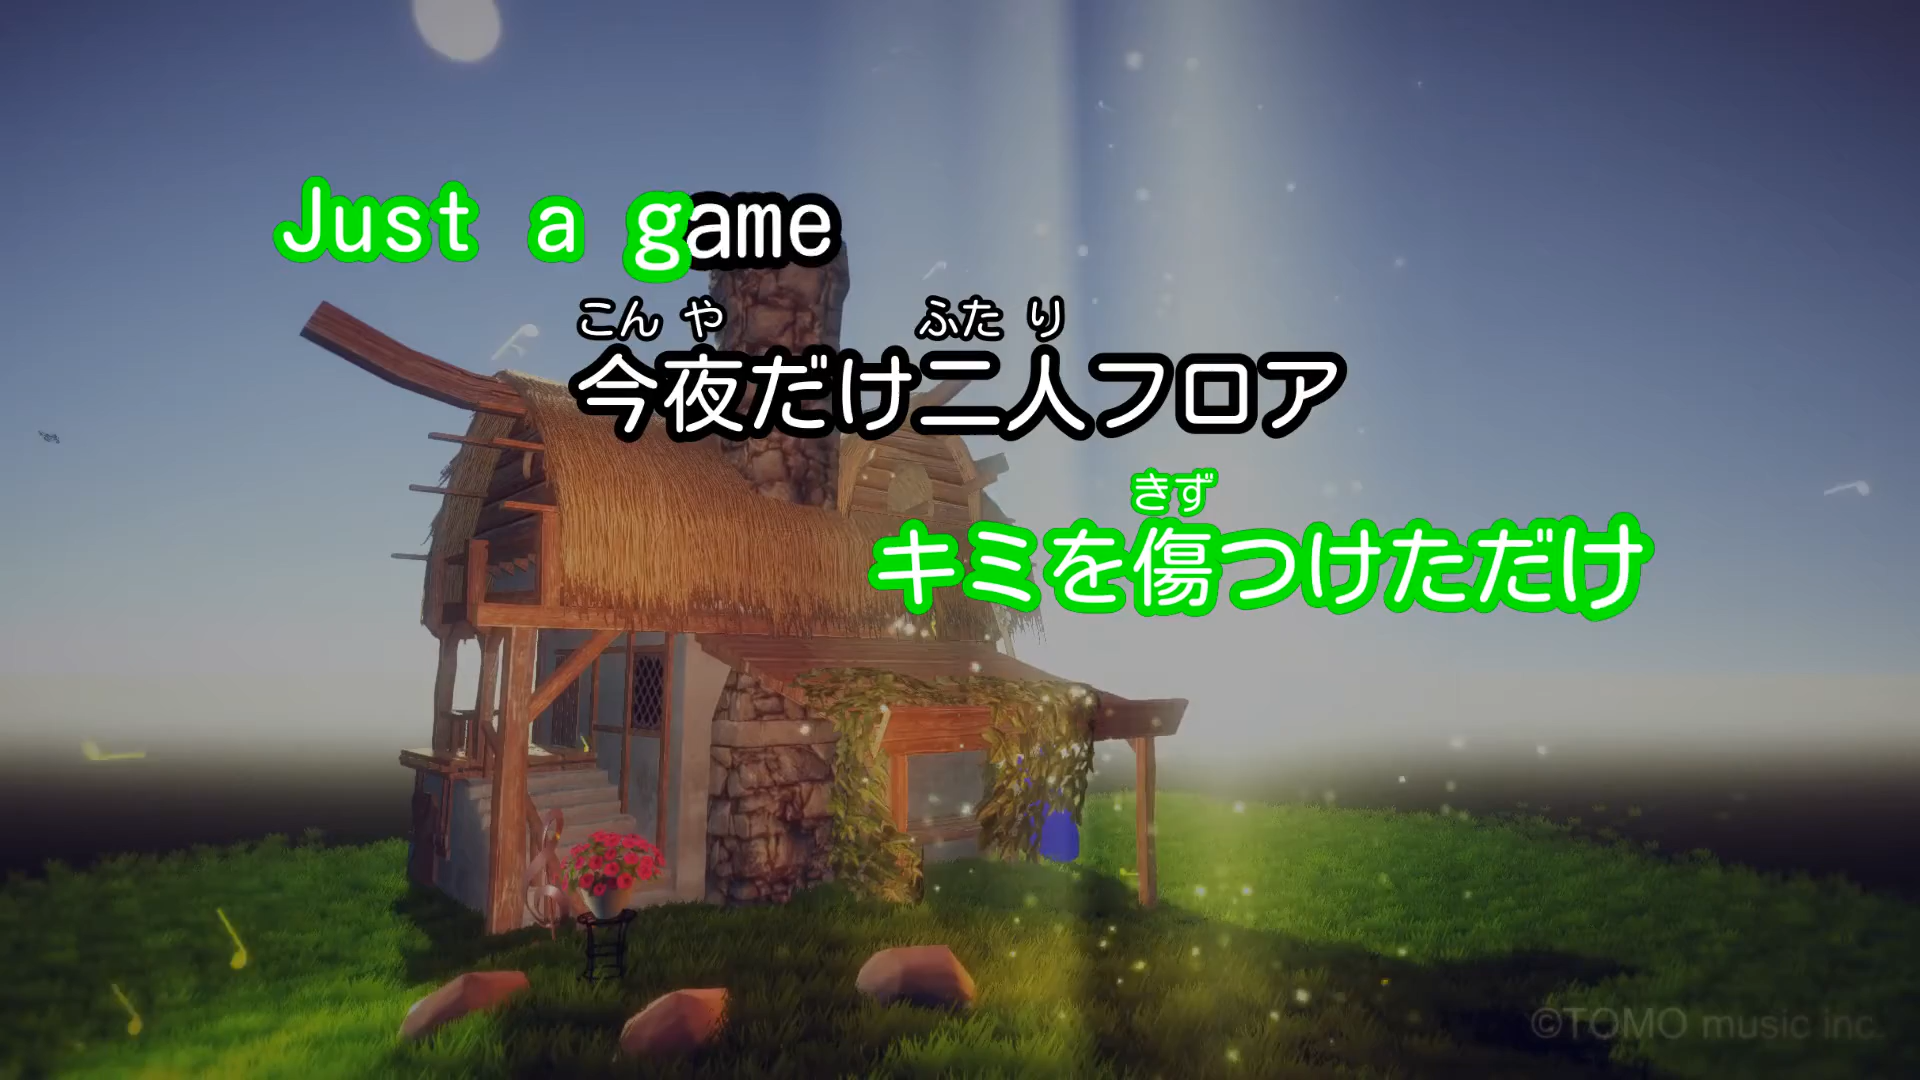 Just a game
こん や ふた り
今夜だけ二人フロア
きず
キミを傷つけただけ
©TOMO music inc.